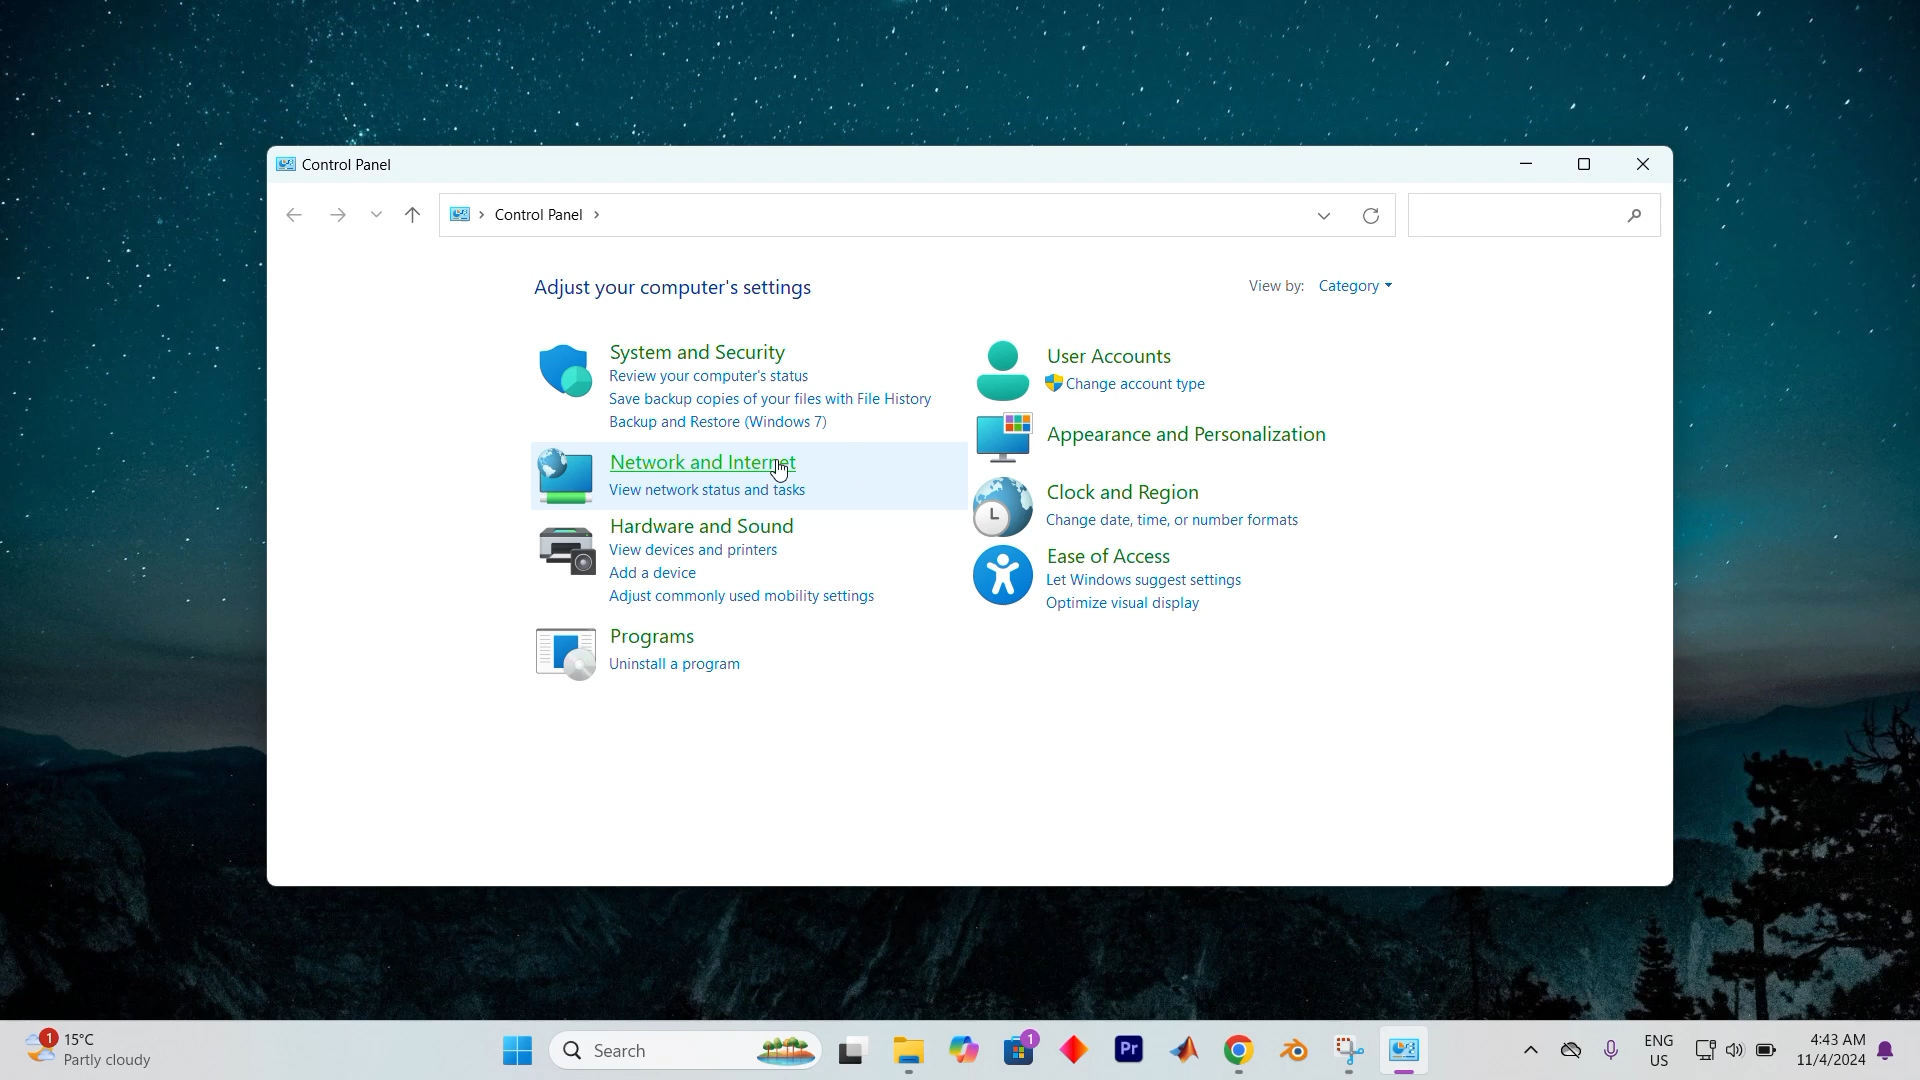 Control Panel
Control Panel
Adjust your computer's settings
View by: Category
System and Security
Review your computer's status
Save backup copies of your files with File History
Backup and Restore (Windows 7)
Network and Internet
View network status and tasks
Hardware and Sound
View devices and printers
Add a device
Adjust commonly used mobility settings
Programs
Uninstall a program
User Accounts
Change account type
Appearance and Personalization
Clock and Region
Change date, time, or number formats
Ease of Access
Let Windows suggest settings
Optimize visual display
1
15°C
Partly cloudy
Search
1
Pr
ENG
US
4:43 AM
11/4/2024